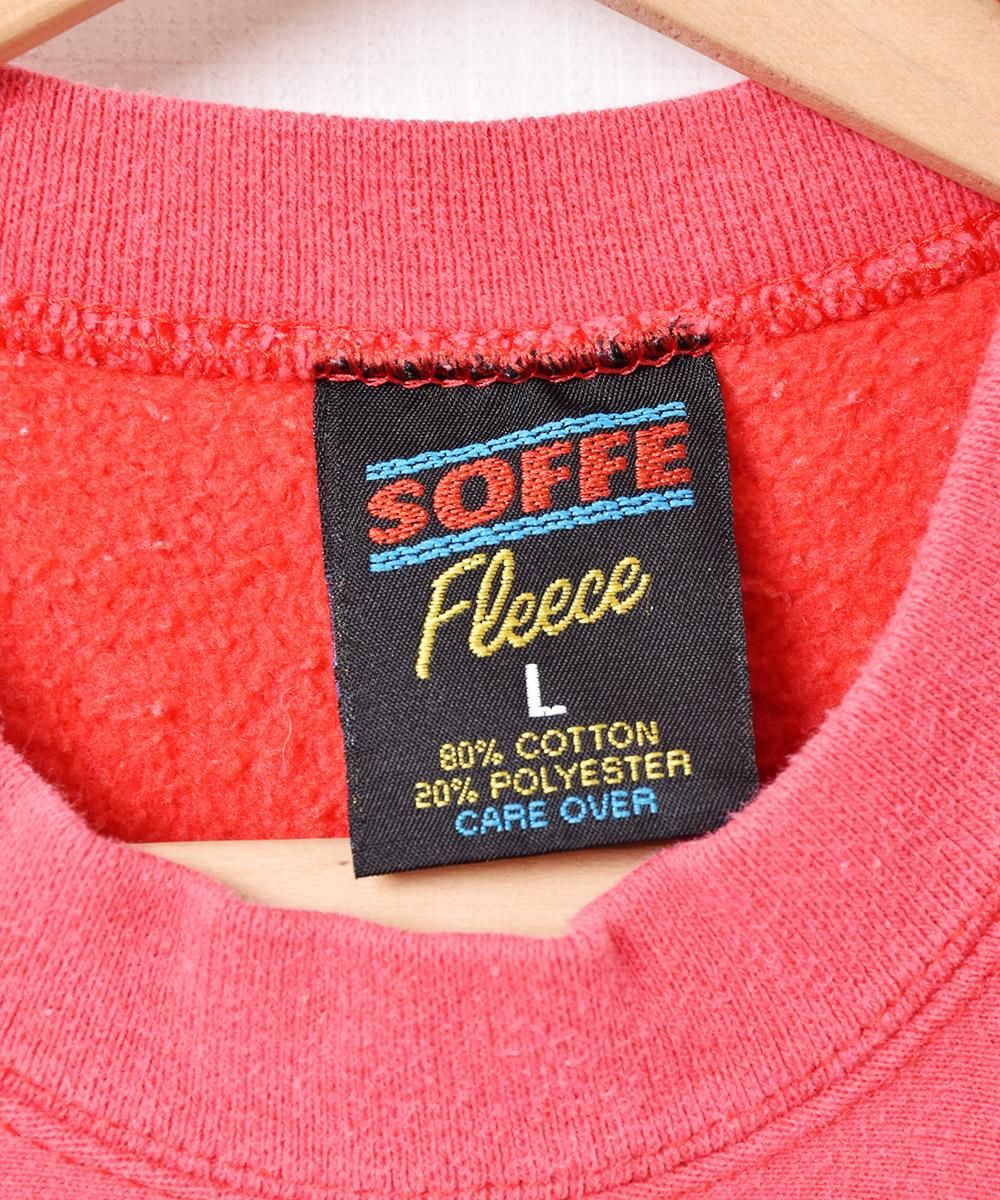 SOFFE
Fleece
L
80% COTTON
20% POLYESTER
CARE OVER